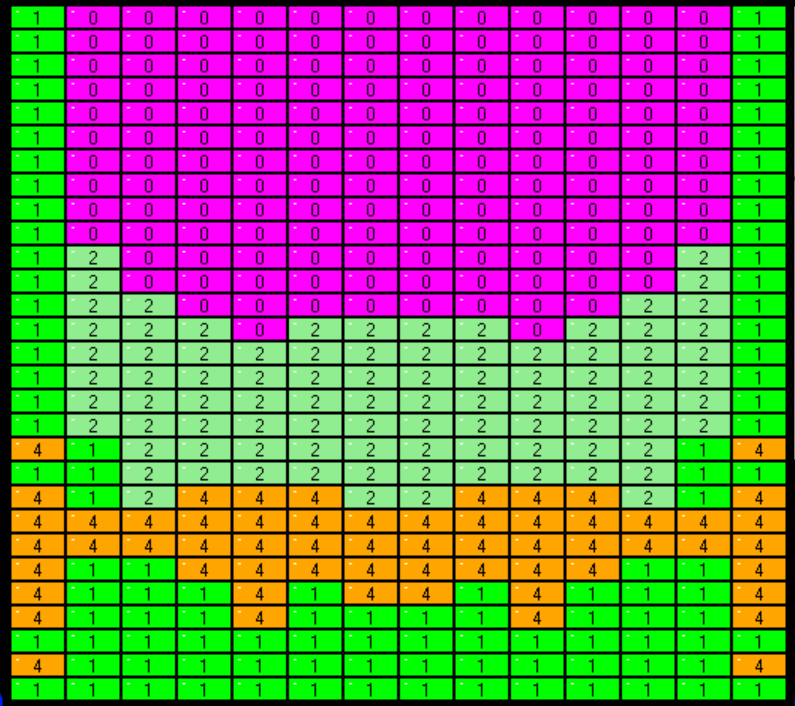 1 0 0 0 0 0 0 0 0 0 0 0 0 1
1 0 0 0 0 0 0 0 0 0 0 0 0 1
1 0 0 0 0 0 0 0 0 0 0 0 0 1
1 0 0 0 0 0 0 0 0 0 0 0 0 1
1 0 0 0 0 0 0 0 0 0 0 0 0 1
1 0 0 0 0 0 0 0 0 0 0 0 0 1
1 0 0 0 0 0 0 0 0 0 0 0 0 1
1 0 0 0 0 0 0 0 0 0 0 0 0 1
1 0 0 0 0 0 0 0 0 0 0 0 0 1
1 0 0 0 0 0 0 0 0 0 0 0 0 1
1 2 0 0 0 0 0 0 0 0 0 0 2 1
1 2 0 0 0 0 0 0 0 0 0 0 2 1
1 2 2 0 0 0 0 0 0 0 0 2 2 1
1 2 2 2 0 2 2 2 2 0 2 2 2 1
1 2 2 2 2 2 2 2 2 2 2 2 2 1
1 2 2 2 2 2 2 2 2 2 2 2 2 1
1 2 2 2 2 2 2 2 2 2 2 2 2 1
1 2 2 2 2 2 2 2 2 2 2 2 2 1
4 1 2 2 2 2 2 2 2 2 2 2 1 4
1 1 2 2 2 2 2 2 2 2 2 2 1 1
4 1 2 4 4 4 2 2 4 4 4 2 1 4
4 4 4 4 4 4 4 4 4 4 4 4 4 4
4 4 4 4 4 4 4 4 4 4 4 4 4 4
4 1 1 4 4 4 4 4 4 4 4 1 1 4
4 1 1 1 4 1 4 4 1 4 1 1 1 4
4 1 1 1 4 1 1 1 1 4 1 1 1 4
1 1 1 1 1 1 1 1 1 1 1 1 1 1
4 1 1 1 1 1 1 1 1 1 1 1 1 4
1 1 1 1 1 1 1 1 1 1 1 1 1 1